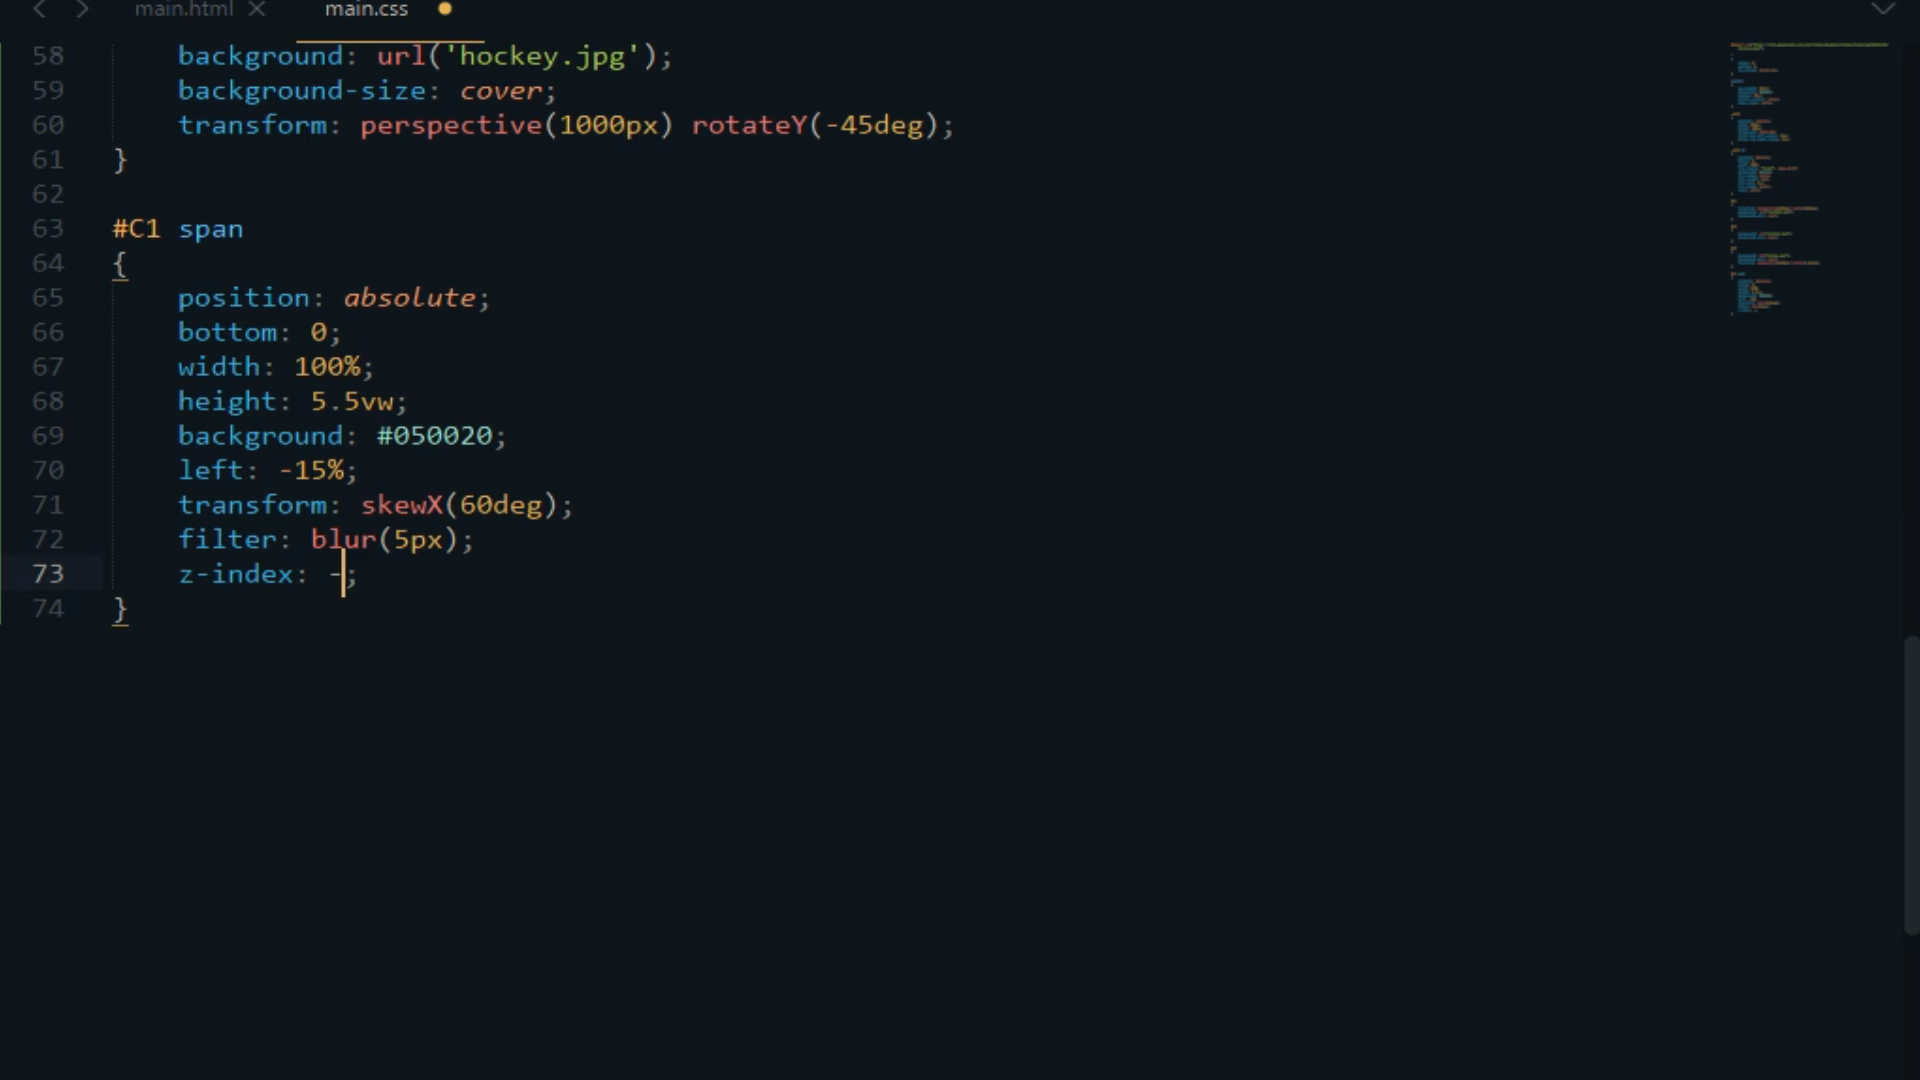 main.html
main.css
58 background: url('hockey.jpg');
59 background-size: cover;
60 transform: perspective(1000px) rotateY(-45deg);
61 }
62
63 #C1 span
64 {
65 position: absolute;
66 bottom: 0;
67 width: 100%;
68 height: 5.5vw;
69 background: #050020;
70 left: -15%;
71 transform: skewX(60deg);
72 filter: blur(5px);
73 z-index: -;
74 }